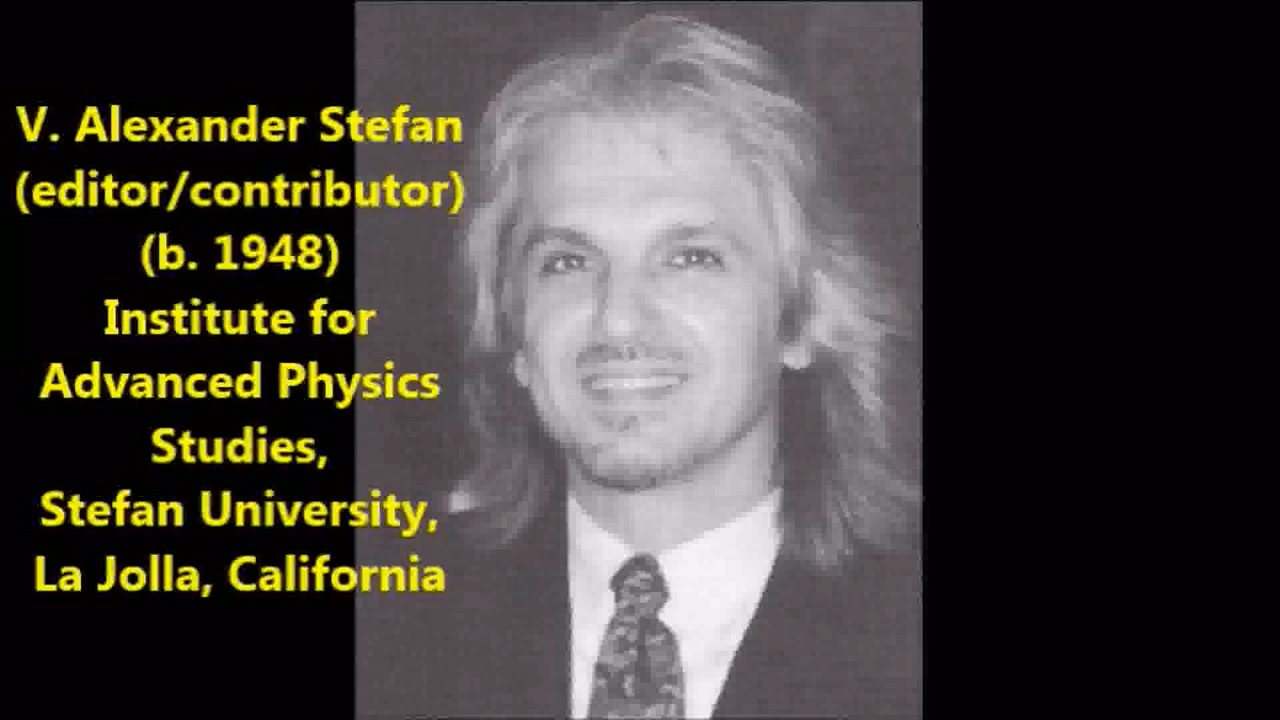 V. Alexander Stefan
(editor/contributor)
(b. 1948)
Institute for
Advanced Physics
Studies,
Stefan University,
La Jolla, California